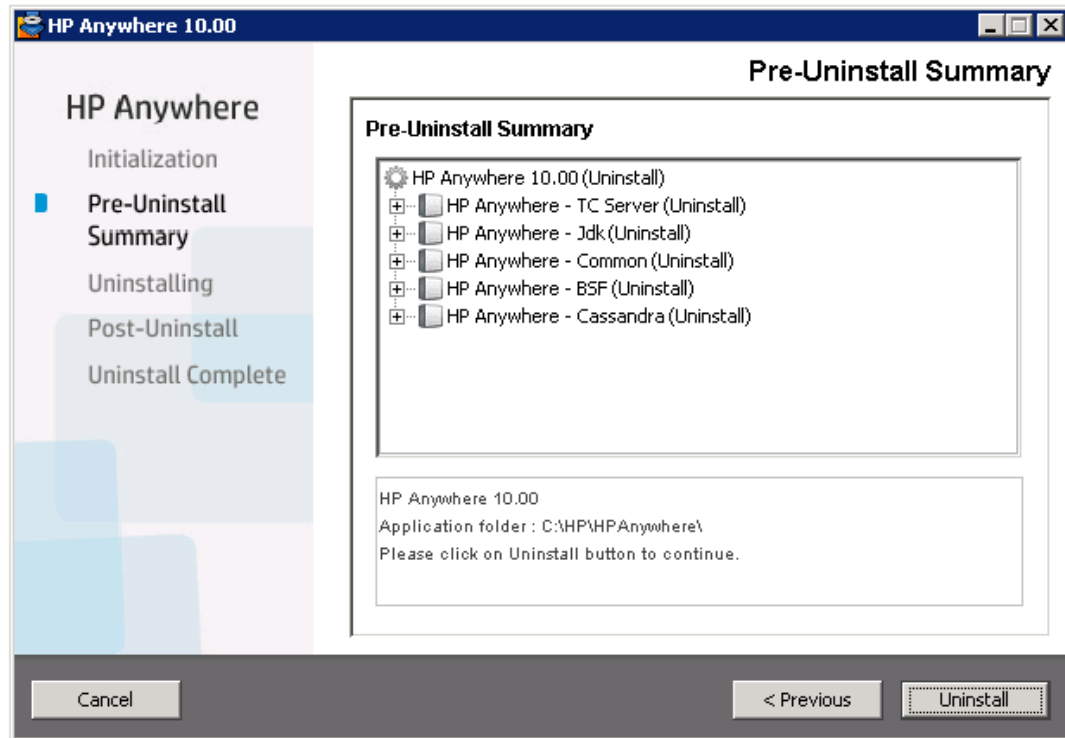 HP Anywhere 10.00
Pre-Uninstall Summary
HP Anywhere
Initialization
Pre-Uninstall
Summary
Uninstalling
Post-Uninstall
Uninstall Complete
Pre-Uninstall Summary
HP Anywhere 10.00 (Uninstall)
HP Anywhere - TC Server (Uninstall)
HP Anywhere - Jdk (Uninstall)
HP Anywhere - Common (Uninstall)
HP Anywhere - BSF (Uninstall)
HP Anywhere - Cassandra (Uninstall)
HP Anywhere 10.00
Application folder : C:\HP\HPAnywhere\
Please click on Uninstall button to continue.
Cancel
< Previous
Uninstall